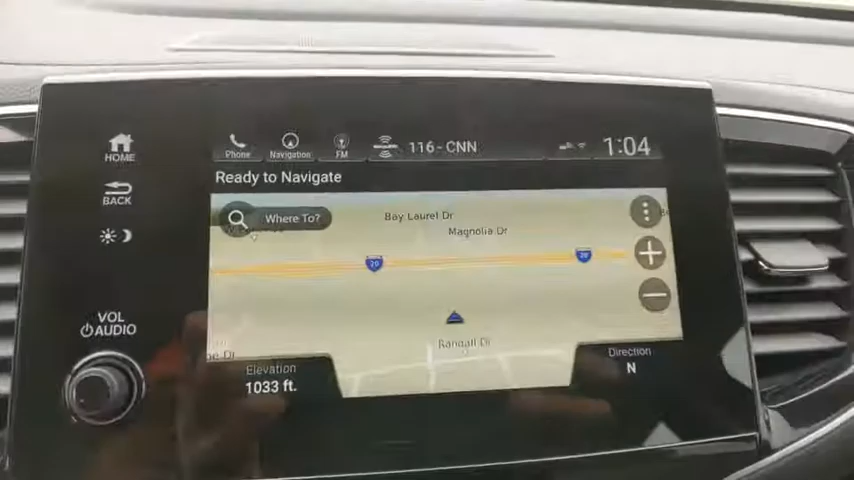 HOME
BACK
VOL
AUDIO
Phone
Navigation
FM
116-CNN
1:04
Ready to Navigate
Where To?
Bay Laurel Dr
Magnolia Dr
20
20
Randall Dr
Elevation
1033 ft.
Direction
N